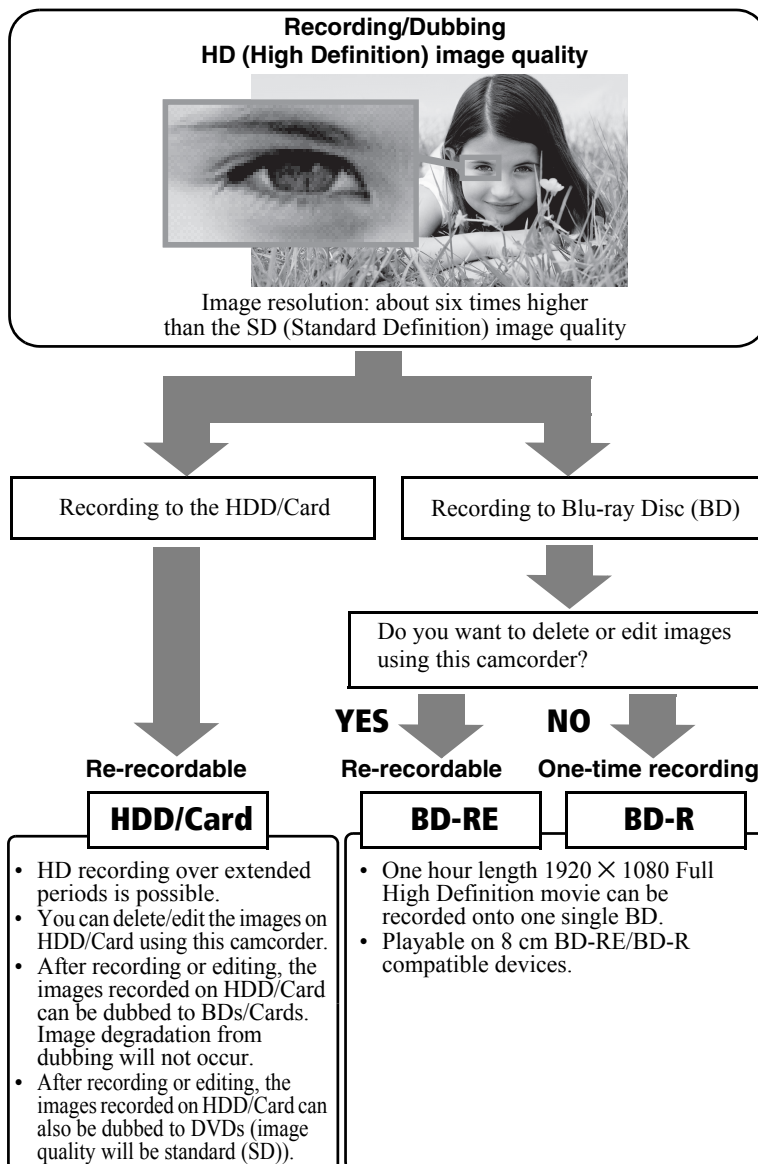 Recording/Dubbing
HD (High Definition) image quality
Image resolution: about six times higher
than the SD (Standard Definition) image quality
Recording to the HDD/Card
Recording to Blu-ray Disc (BD)
Do you want to delete or edit images
using this camcorder?
YES
NO
Re-recordable
Re-recordable
One-time recording
HDD/Card
BD-RE
BD-R
• HD recording over extended
periods is possible.
• You can delete/edit the images on
HDD/Card using this camcorder.
• After recording or editing, the
images recorded on HDD/Card
can be dubbed to BDs/Cards.
Image degradation from
dubbing will not occur.
• After recording or editing, the
images recorded on HDD/Card can
also be dubbed to DVDs (image
quality will be standard (SD)).
• One hour length 1920 × 1080 Full
High Definition movie can be
recorded onto one single BD.
• Playable on 8 cm BD-RE/BD-R
compatible devices.